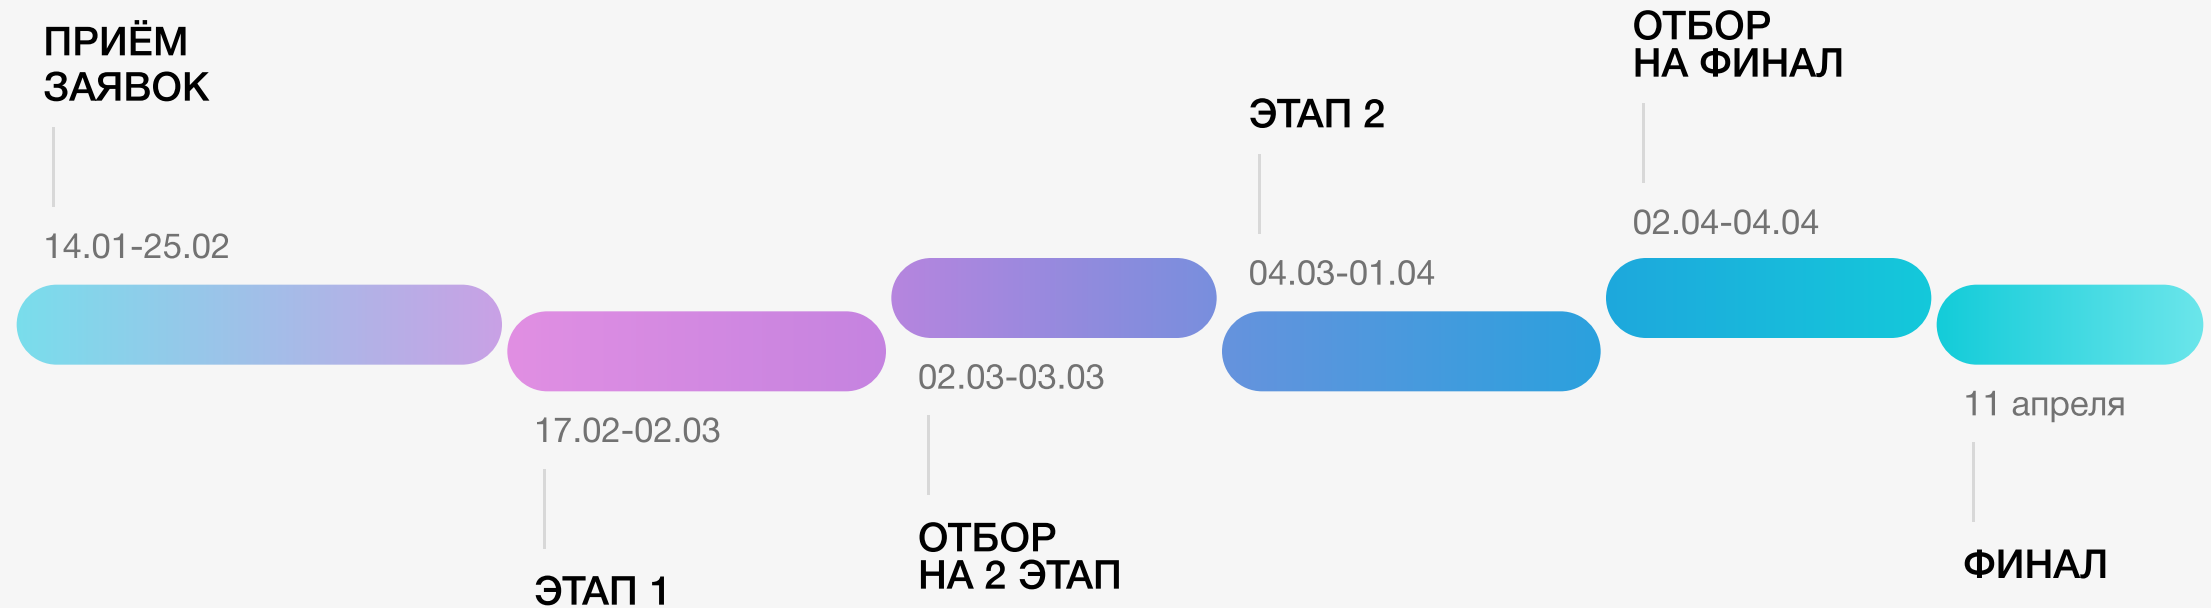 ПРИЁМ
ЗАЯВОК
14.01-25.02
17.02-02.03
ЭТАП 1
02.03-03.03
ОТБОР
НА 2 ЭТАП
ЭТАП 2
04.03-01.04
ОТБОР
НА ФИНАЛ
02.04-04.04
11 апреля
ФИНАЛ